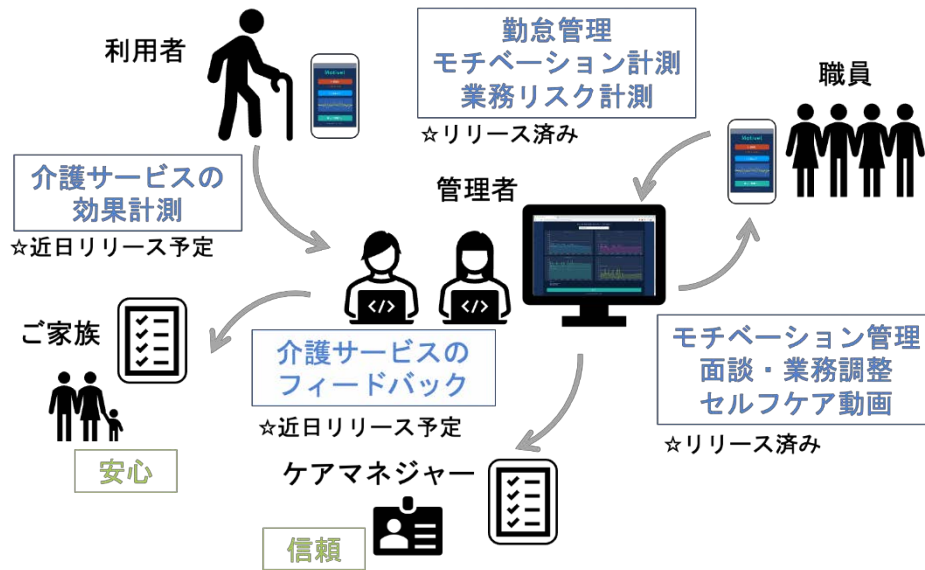 利用者
勤怠管理
モチベーション計測
業務リスク計測
☆リリース済み
職員
介護サービスの
効果計測
☆近日リリース予定
管理者
ご家族
介護サービスの
フィードバック
☆近日リリース予定
モチベーション管理
面談・業務調整
セルフケア動画
☆リリース済み
安心
ケアマネジャー
信頼